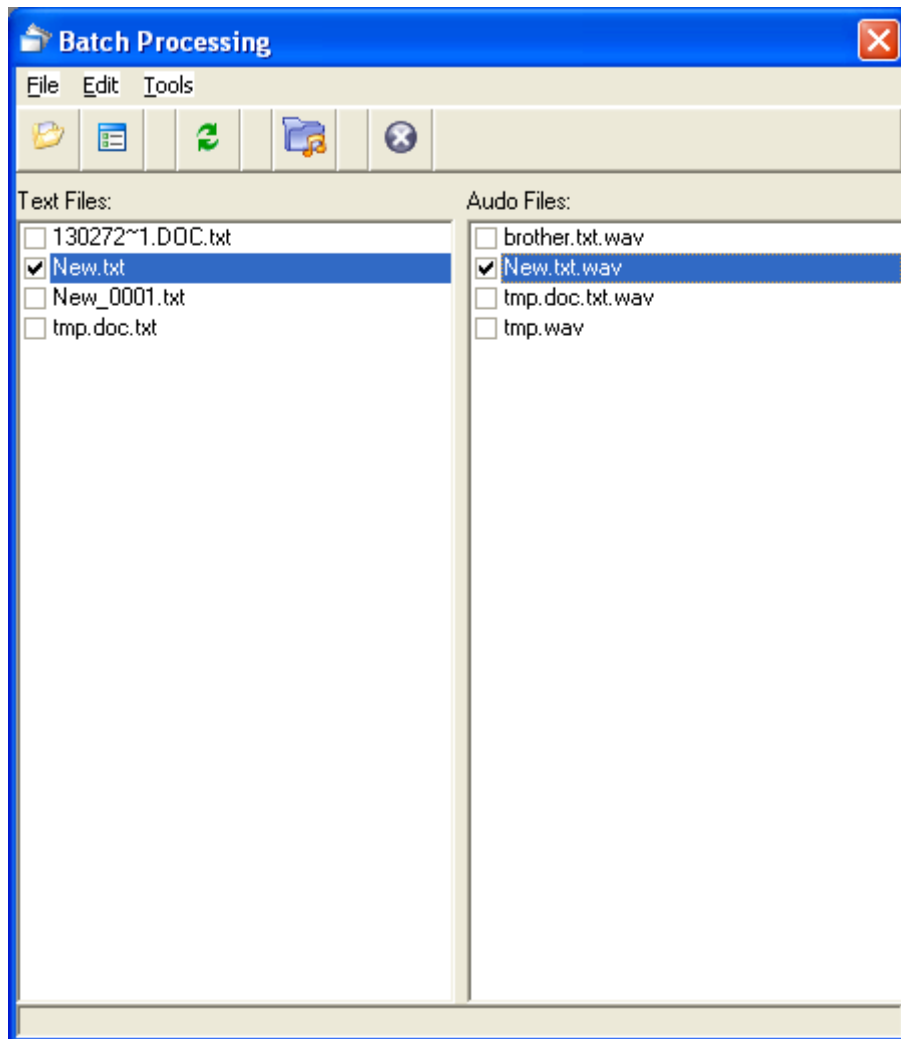 Batch Processing
File Edit Tools
Text Files:
130272~1.DOC.txt
New.txt
New_0001.txt
tmp.doc.txt
Audo Files:
brother.txt.wav
New.txt.wav
tmp.doc.txt.wav
tmp.wav